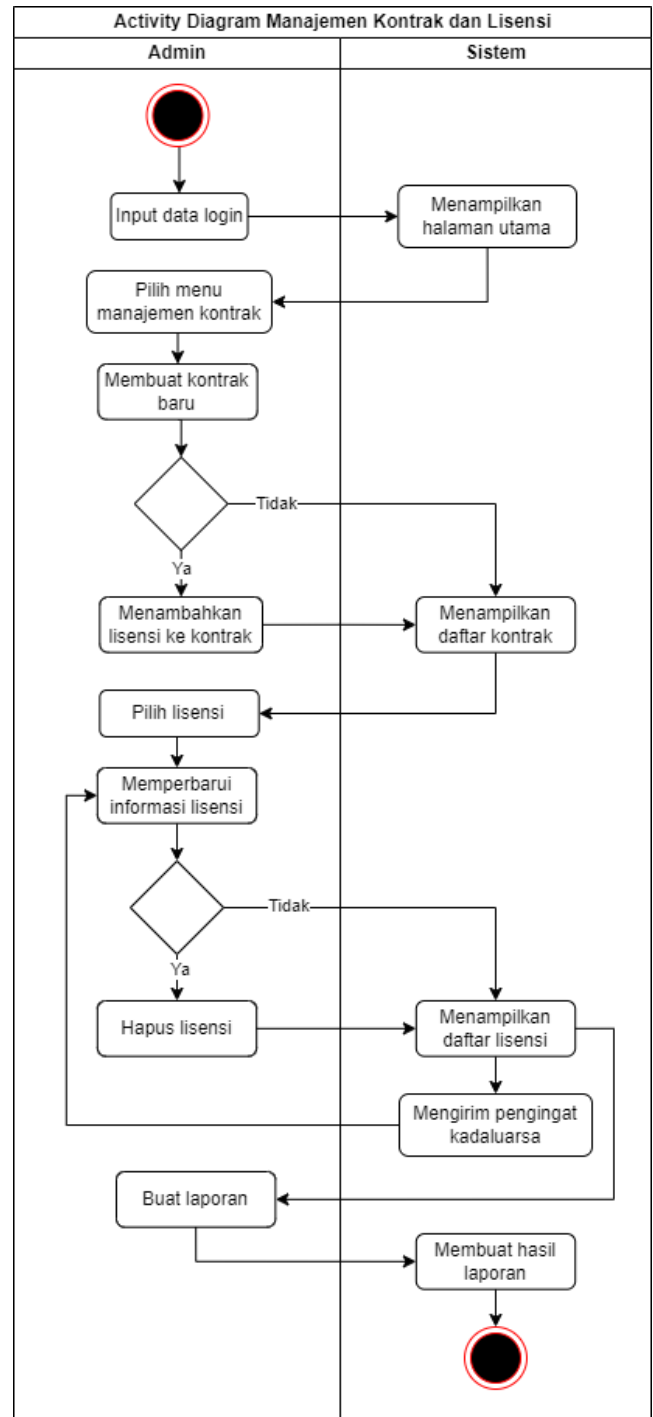 Activity Diagram Manajemen Kontrak dan Lisensi
Admin
Sistem
Input data login
Menampilkan
halaman utama
Pilih menu
manajemen kontrak
Membuat kontrak
baru
Tidak
Ya
Menambahkan
lisensi ke kontrak
Menampilkan
daftar kontrak
Pilih lisensi
Memperbarui
informasi lisensi
Tidak
Ya
Hapus lisensi
Menampilkan
daftar lisensi
Mengirim pengingat
kadaluarsa
Buat laporan
Membuat hasil
laporan